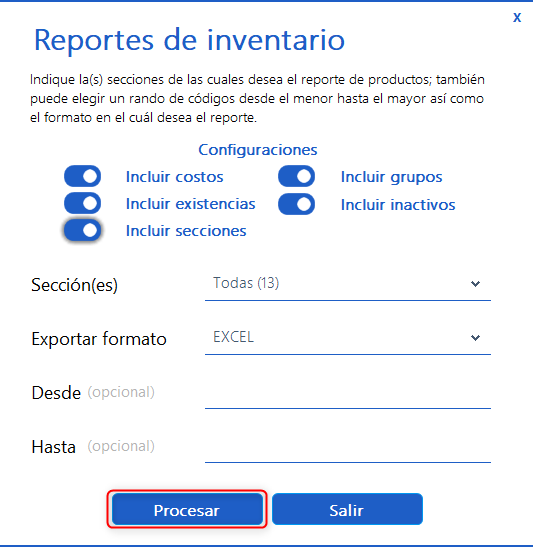 x
Reportes de inventario
Indique la(s) secciones de las cuales desea el reporte de productos; también
puede elegir un rando de códigos desde el menor hasta el mayor así como
el formato en el cuál desea el reporte.
Configuraciones
Incluir costos Incluir grupos
Incluir existencias Incluir inactivos
Incluir secciones
Sección(es) Todas (13)
Exportar formato EXCEL
Desde (opcional)
Hasta (opcional)
Procesar Salir